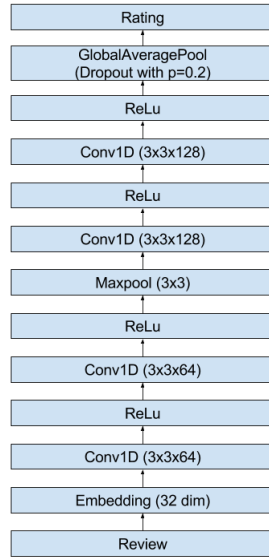 Rating
GlobalAveragePool
(Dropout with p=0.2)
ReLu
Conv1D (3x3x128)
ReLu
Conv1D (3x3x128)
Maxpool (3x3)
ReLu
Conv1D (3x3x64)
ReLu
Conv1D (3x3x64)
Embedding (32 dim)
Review